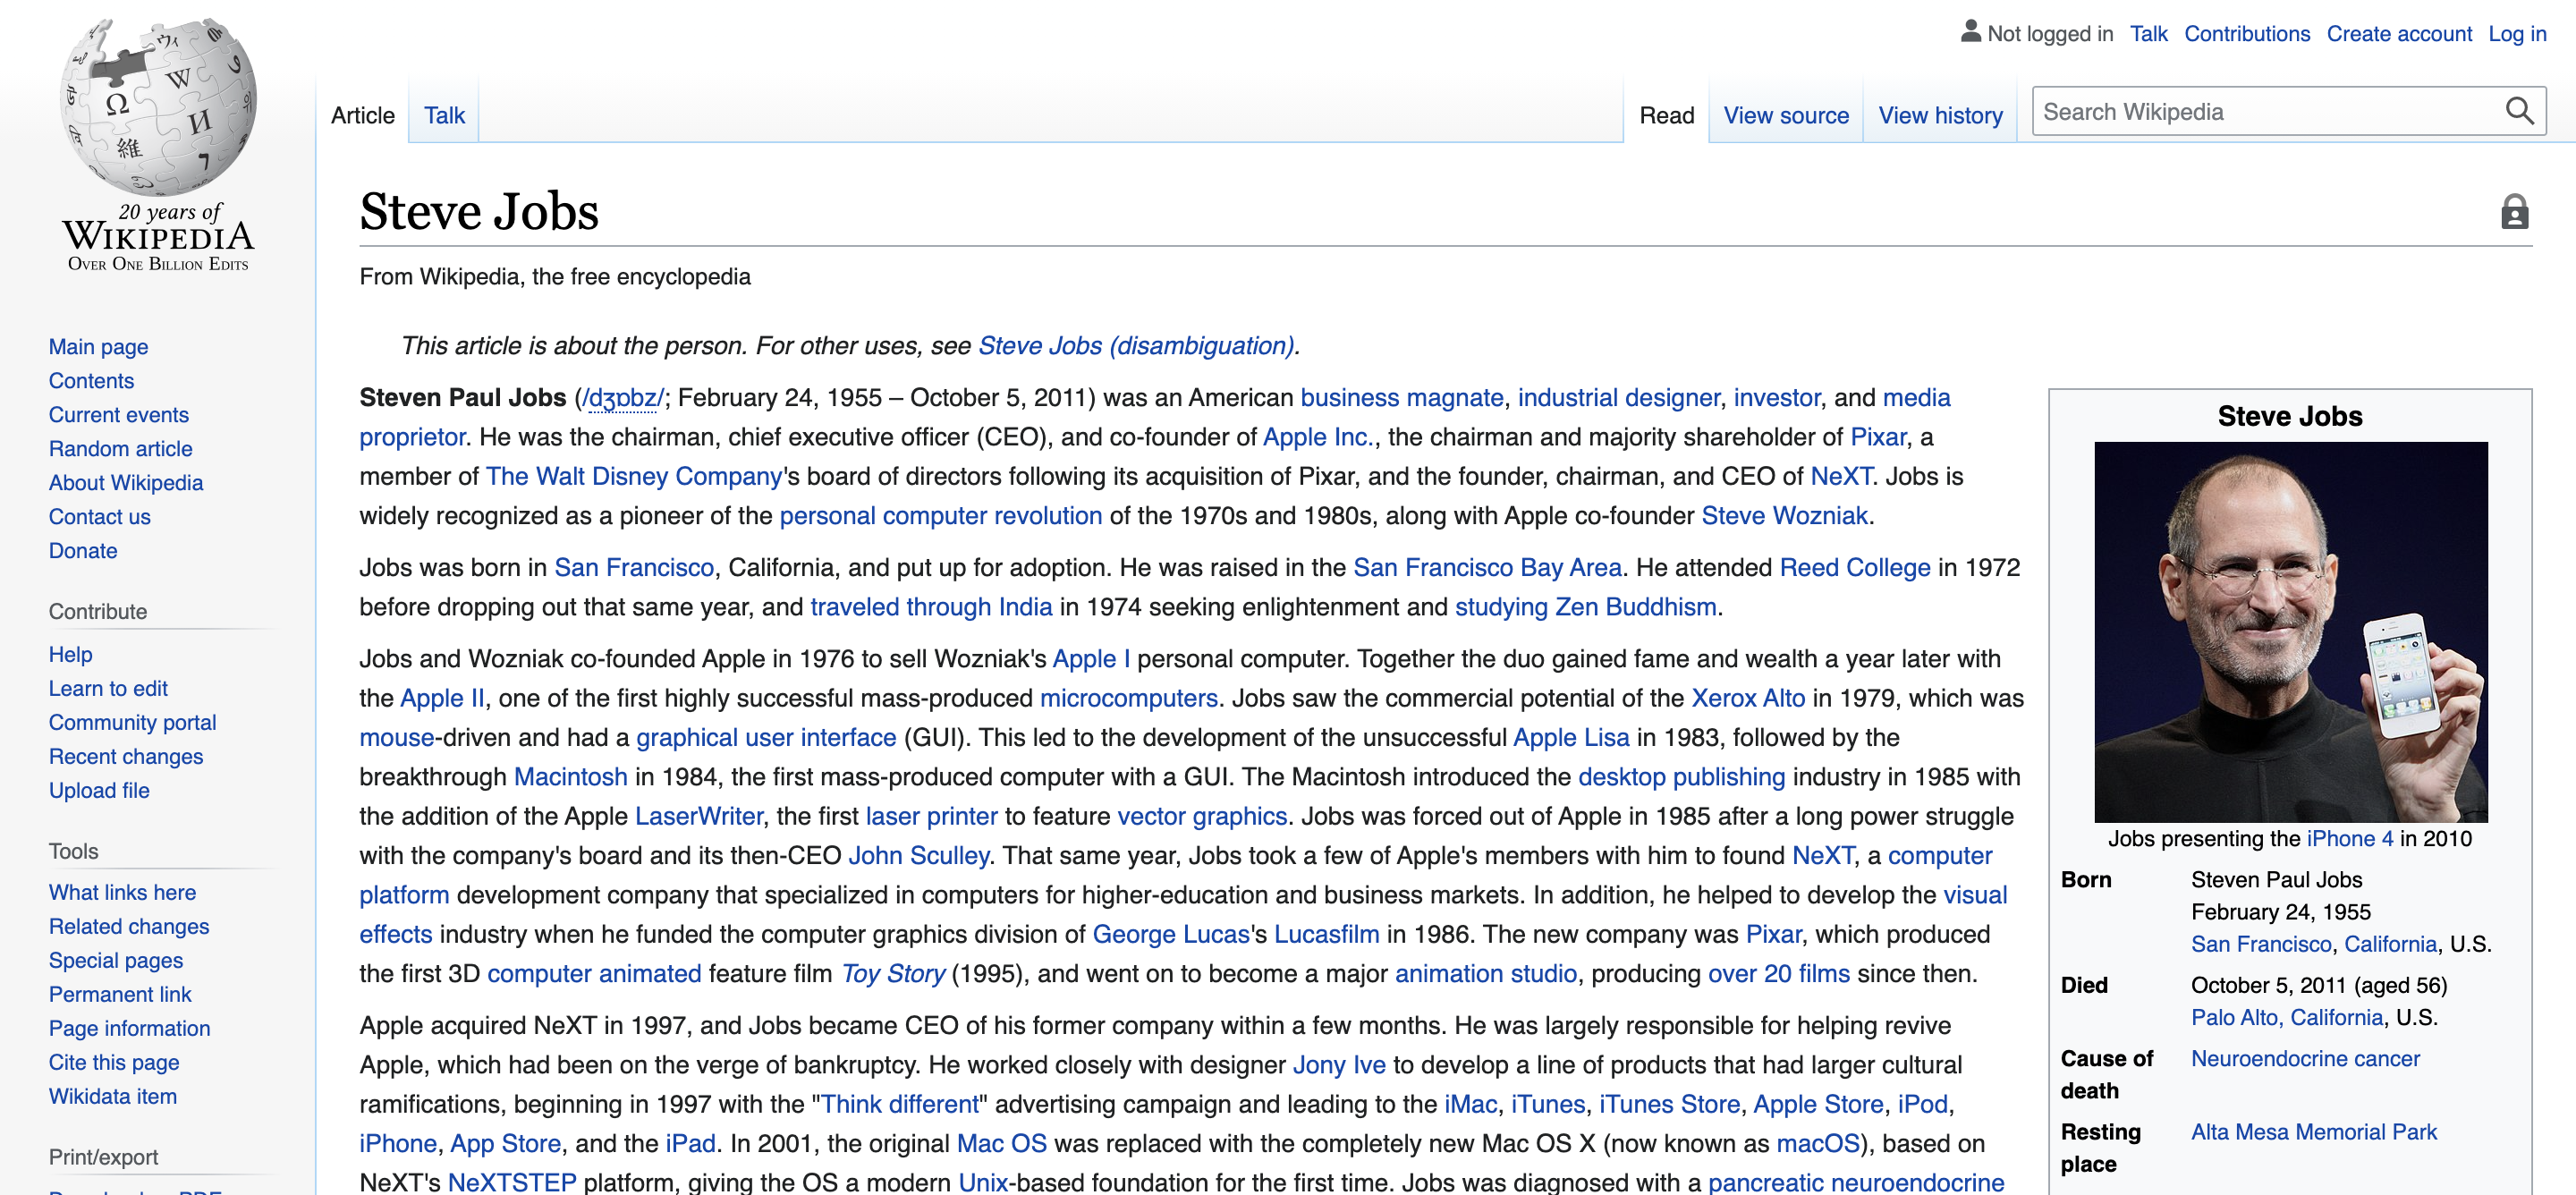 Not logged in Talk Contributions Create account Log in
Article Talk Read View source View history Search Wikipedia
20 years of
WIKIPEDIA
OVER ONE BILLION EDITS
Main page
Contents
Current events
Random article
About Wikipedia
Contact us
Donate
Contribute
Help
Learn to edit
Community portal
Recent changes
Upload file
Tools
What links here
Related changes
Special pages
Permanent link
Page information
Cite this page
Wikidata item
Print/export
Steve Jobs
From Wikipedia, the free encyclopedia
This article is about the person. For other uses, see Steve Jobs (disambiguation).
Steven Paul Jobs (/dʒɒbz/; February 24, 1955 – October 5, 2011) was an American business magnate, industrial designer, investor, and media
proprietor. He was the chairman, chief executive officer (CEO), and co-founder of Apple Inc., the chairman and majority shareholder of Pixar, a
member of The Walt Disney Company's board of directors following its acquisition of Pixar, and the founder, chairman, and CEO of NeXT. Jobs is
widely recognized as a pioneer of the personal computer revolution of the 1970s and 1980s, along with Apple co-founder Steve Wozniak.
Jobs was born in San Francisco, California, and put up for adoption. He was raised in the San Francisco Bay Area. He attended Reed College in 1972
before dropping out that same year, and traveled through India in 1974 seeking enlightenment and studying Zen Buddhism.
Jobs and Wozniak co-founded Apple in 1976 to sell Wozniak's Apple I personal computer. Together the duo gained fame and wealth a year later with
the Apple II, one of the first highly successful mass-produced microcomputers. Jobs saw the commercial potential of the Xerox Alto in 1979, which was
mouse-driven and had a graphical user interface (GUI). This led to the development of the unsuccessful Apple Lisa in 1983, followed by the
breakthrough Macintosh in 1984, the first mass-produced computer with a GUI. The Macintosh introduced the desktop publishing industry in 1985 with
the addition of the Apple LaserWriter, the first laser printer to feature vector graphics. Jobs was forced out of Apple in 1985 after a long power struggle
with the company's board and its then-CEO John Sculley. That same year, Jobs took a few of Apple's members with him to found NeXT, a computer
platform development company that specialized in computers for higher-education and business markets. In addition, he helped to develop the visual
effects industry when he funded the computer graphics division of George Lucas's Lucasfilm in 1986. The new company was Pixar, which produced
the first 3D computer animated feature film Toy Story (1995), and went on to become a major animation studio, producing over 20 films since then.
Apple acquired NeXT in 1997, and Jobs became CEO of his former company within a few months. He was largely responsible for helping revive
Apple, which had been on the verge of bankruptcy. He worked closely with designer Jony Ive to develop a line of products that had larger cultural
ramifications, beginning in 1997 with the "Think different" advertising campaign and leading to the iMac, iTunes, iTunes Store, Apple Store, iPod,
iPhone, App Store, and the iPad. In 2001, the original Mac OS was replaced with the completely new Mac OS X (now known as macOS), based on
NeXT's NeXTSTEP platform, giving the OS a modern Unix-based foundation for the first time. Jobs was diagnosed with a pancreatic neuroendocrine
Steve Jobs
Jobs presenting the iPhone 4 in 2010
Born Steven Paul Jobs
February 24, 1955
San Francisco, California, U.S.
Died October 5, 2011 (aged 56)
Palo Alto, California, U.S.
Cause of Neuroendocrine cancer
death
Resting Alta Mesa Memorial Park
place